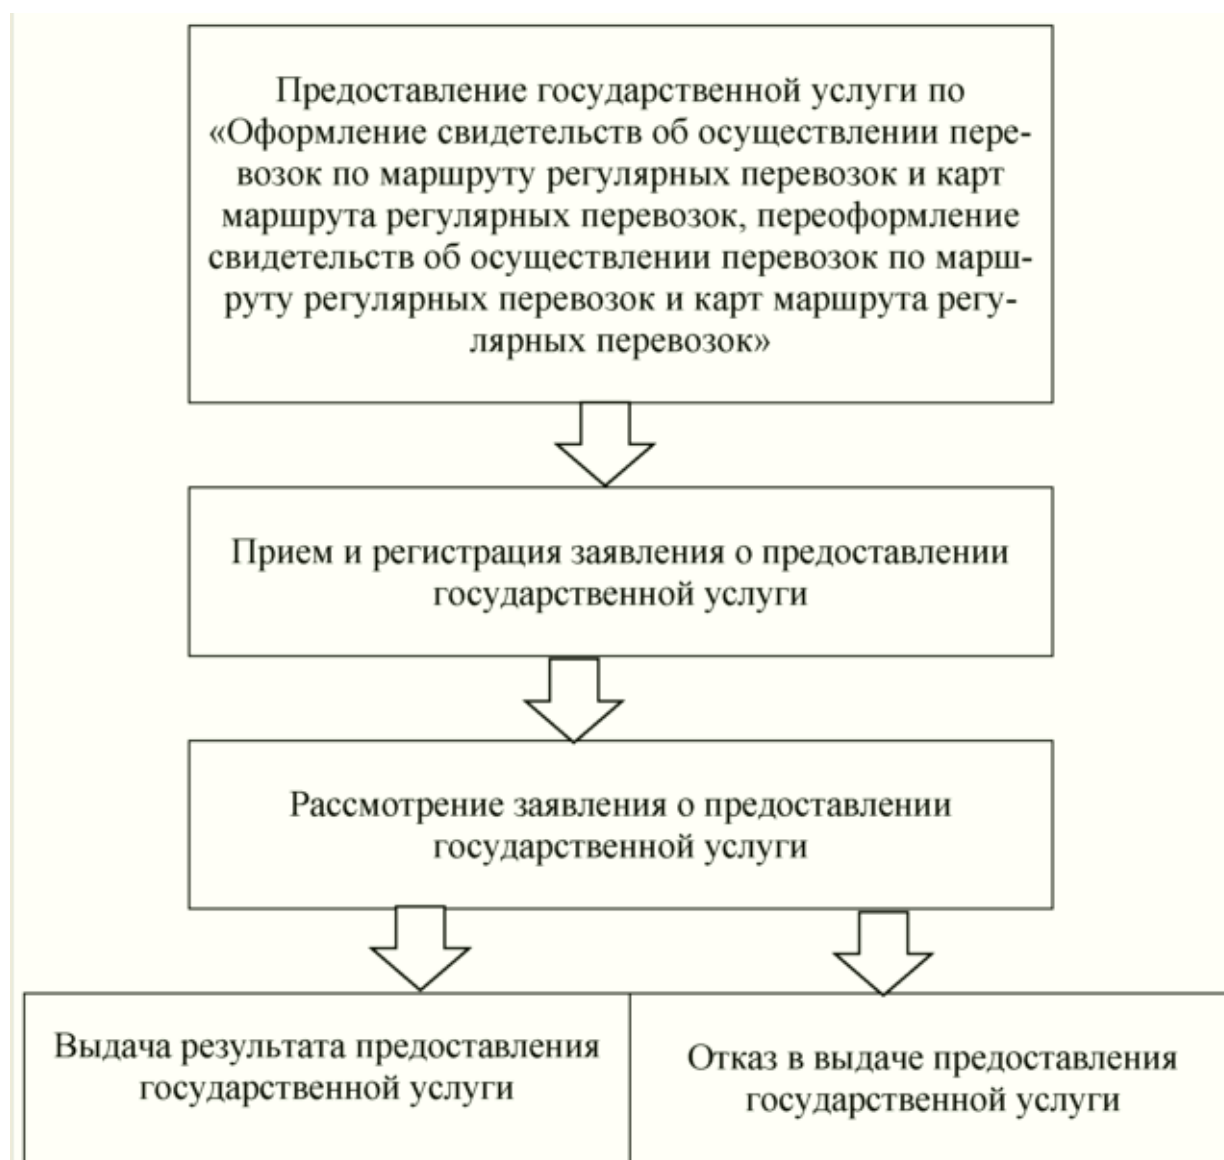 Предоставление государственной услуги по
«Оформление свидетельств об осуществлении пере-
возок по маршруту регулярных перевозок и карт
маршрута регулярных перевозок, переоформление
свидетельств об осуществлении перевозок по марш-
руту регулярных перевозок и карт маршрута регу-
лярных перевозок»
Прием и регистрация заявления о предоставлении
государственной услуги
Рассмотрение заявления о предоставлении
государственной услуги
Выдача результата предоставления
государственной услуги
Отказ в выдаче предоставления
государственной услуги